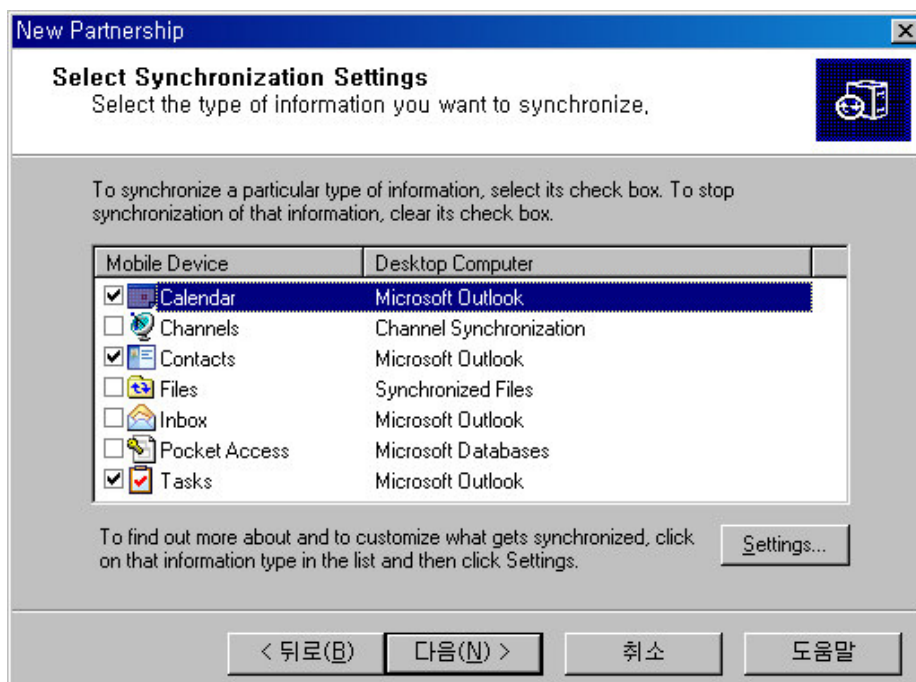 New Partnership
Select Synchronization Settings
Select the type of information you want to synchronize.
To synchronize a particular type of information, select its check box. To stop
synchronization of that information, clear its check box.
Mobile Device Desktop Computer
Calendar Microsoft Outlook
Channels Channel Synchronization
Contacts Microsoft Outlook
Files Synchronized Files
Inbox Microsoft Outlook
Pocket Access Microsoft Databases
Tasks Microsoft Outlook
To find out more about and to customize what gets synchronized, click
on that information type in the list and then click Settings.
Settings...
< 뒤로(B) 다음(N) > 취소 도움말